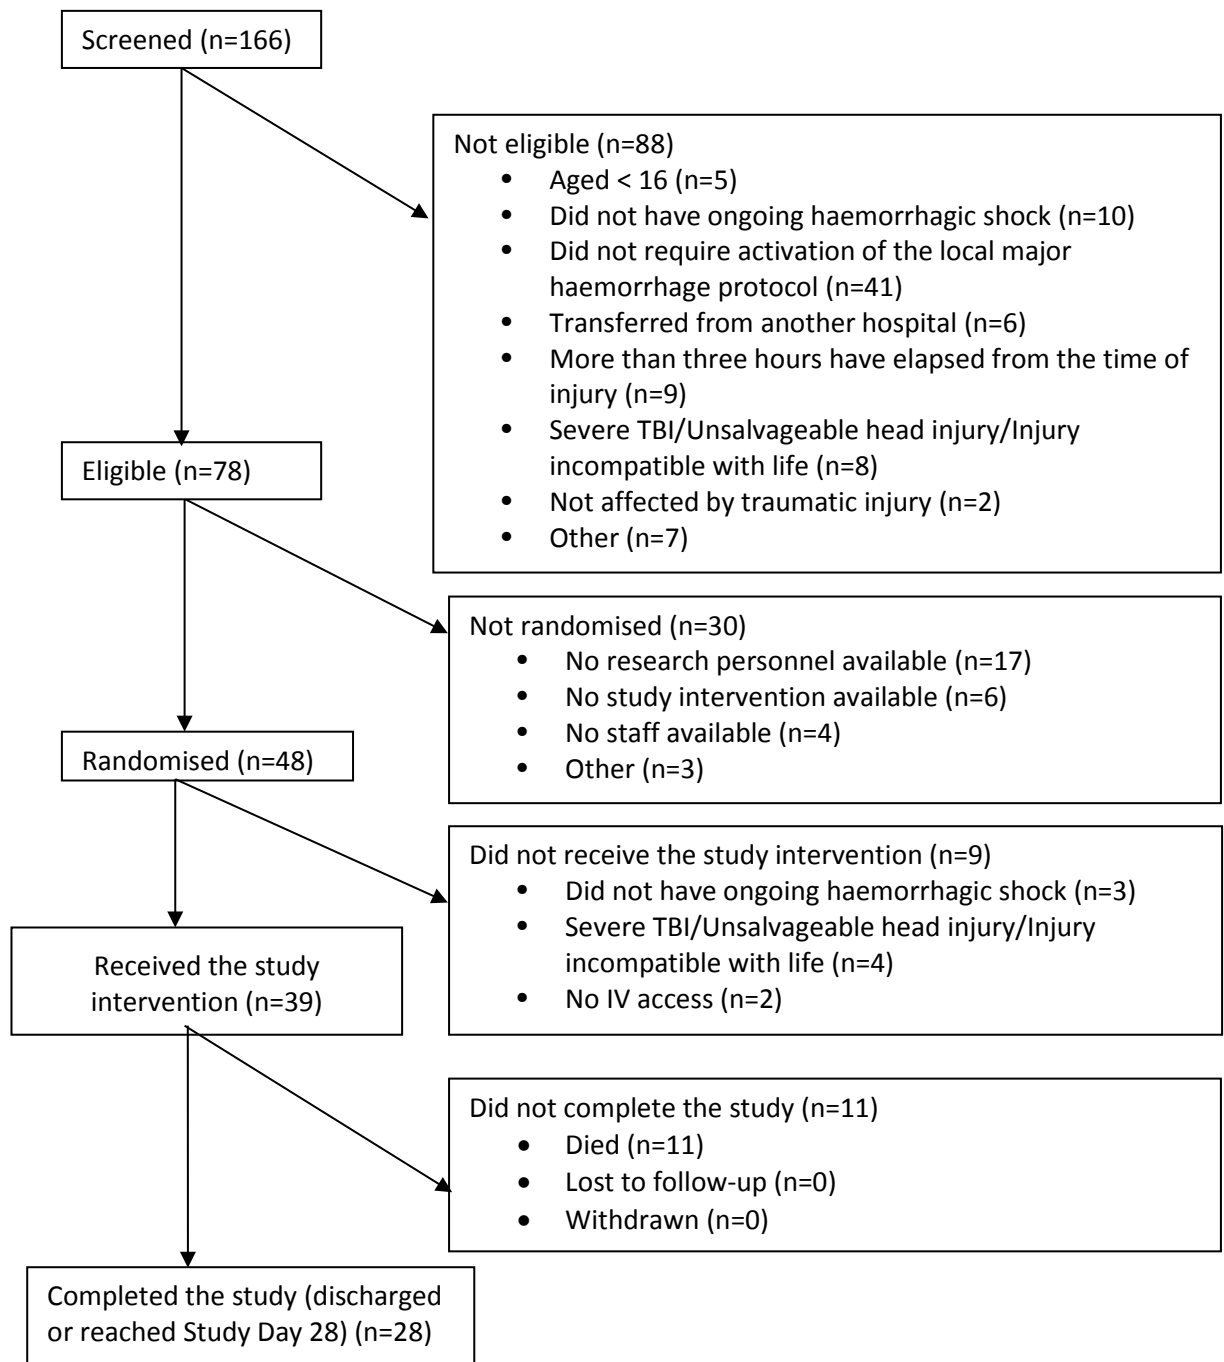 Screened (n=166)
Not eligible (n=88)
• Aged < 16 (n=5)
• Did not have ongoing haemorrhagic shock (n=10)
• Did not require activation of the local major
haemorrhage protocol (n=41)
• Transferred from another hospital (n=6)
• More than three hours have elapsed from the time of
injury (n=9)
• Severe TBI/Unsalvageable head injury/Injury
incompatible with life (n=8)
• Not affected by traumatic injury (n=2)
• Other (n=7)
Eligible (n=78)
Not randomised (n=30)
• No research personnel available (n=17)
• No study intervention available (n=6)
• No staff available (n=4)
• Other (n=3)
Randomised (n=48)
Did not receive the study intervention (n=9)
• Did not have ongoing haemorrhagic shock (n=3)
• Severe TBI/Unsalvageable head injury/Injury
incompatible with life (n=4)
• No IV access (n=2)
Received the study
intervention (n=39)
Did not complete the study (n=11)
• Died (n=11)
• Lost to follow-up (n=0)
• Withdrawn (n=0)
Completed the study (discharged
or reached Study Day 28) (n=28)